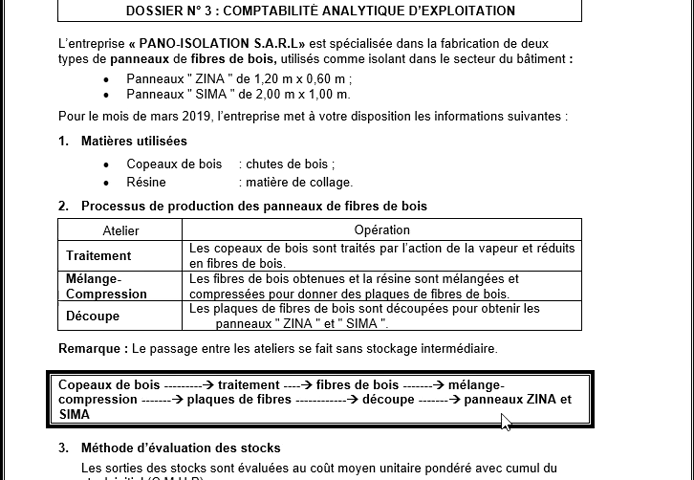 DOSSIER N° 3 : COMPTABILITÉ ANALYTIQUE D'EXPLOITATION
L'entreprise « PANO-ISOLATION S.A.R.L» est spécialisée dans la fabrication de deux
types de panneaux de fibres de bois, utilisés comme isolant dans le secteur du bâtiment :
• Panneaux " ZINA " de 1,20 m x 0,60 m ;
• Panneaux " SIMA " de 2,00 m x 1,00 m.
Pour le mois de mars 2019, l'entreprise met à votre disposition les informations suivantes :
1. Matières utilisées
• Copeaux de bois : chutes de bois ;
• Résine : matière de collage.
2. Processus de production des panneaux de fibres de bois
Atelier Opération
Traitement Les copeaux de bois sont traités par l'action de la vapeur et réduits
en fibres de bois.
Mélange- Les fibres de bois obtenues et la résine sont mélangées et
Compression compressées pour donner des plaques de fibres de bois.
Découpe Les plaques de fibres de bois sont découpées pour obtenir les
panneaux " ZINA " et " SIMA ".
Remarque : Le passage entre les ateliers se fait sans stockage intermédiaire.
Copeaux de bois ---------→ traitement ----→ fibres de bois -------→ mélange-
compression -------→ plaques de fibres ------------→ découpe -------→ panneaux ZINA et
SIMA
3. Méthode d'évaluation des stocks
Les sorties des stocks sont évaluées au coût moyen unitaire pondéré avec cumul du